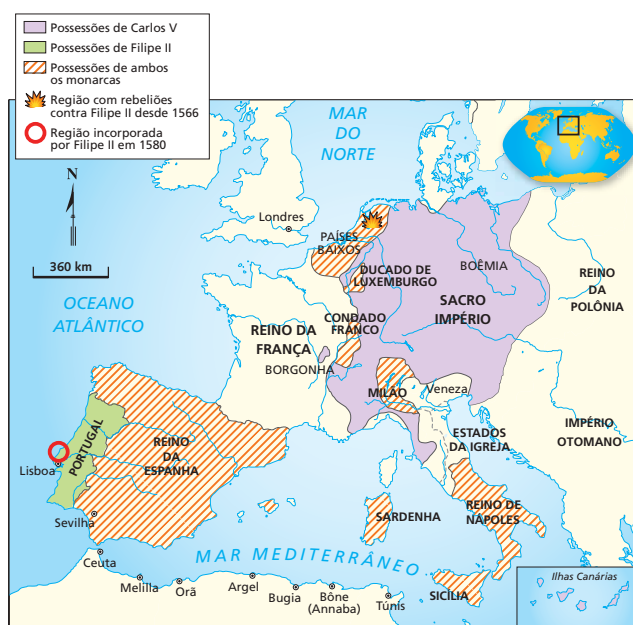 Possessões de Carlos V
Possessões de Filipe II
Possessões de ambos
os monarcas
Região com rebeliões
contra Filipe II desde 1566
Região incorporada
por Filipe II em 1580
MAR
DO
NORTE
N
360 km
Londres
PAÍSES
BAIXOS
DUCADO DE
LUXEMBURGO
BOÊMIA
REINO
DA
POLÔNIA
OCEANO
ATLÂNTICO
SACRO
IMPÉRIO
CONDADO
FRANCO
REINO DA
FRANÇA
BORGONHA
MILÃO
Veneza
IMPÉRIO
OTOMANO
ESTADOS
DA IGREJA
PORTUGAL
REINO
DA
ESPANHA
Lisboa
Sevilha
SARDENHA
REINO DE
NÁPOLES
MAR MEDITERRÂNEO
SICÍLIA
Ceuta
Melilla
Orã
Argel
Bugia
Bône
(Annaba)
Túnis
Ilhas Canárias